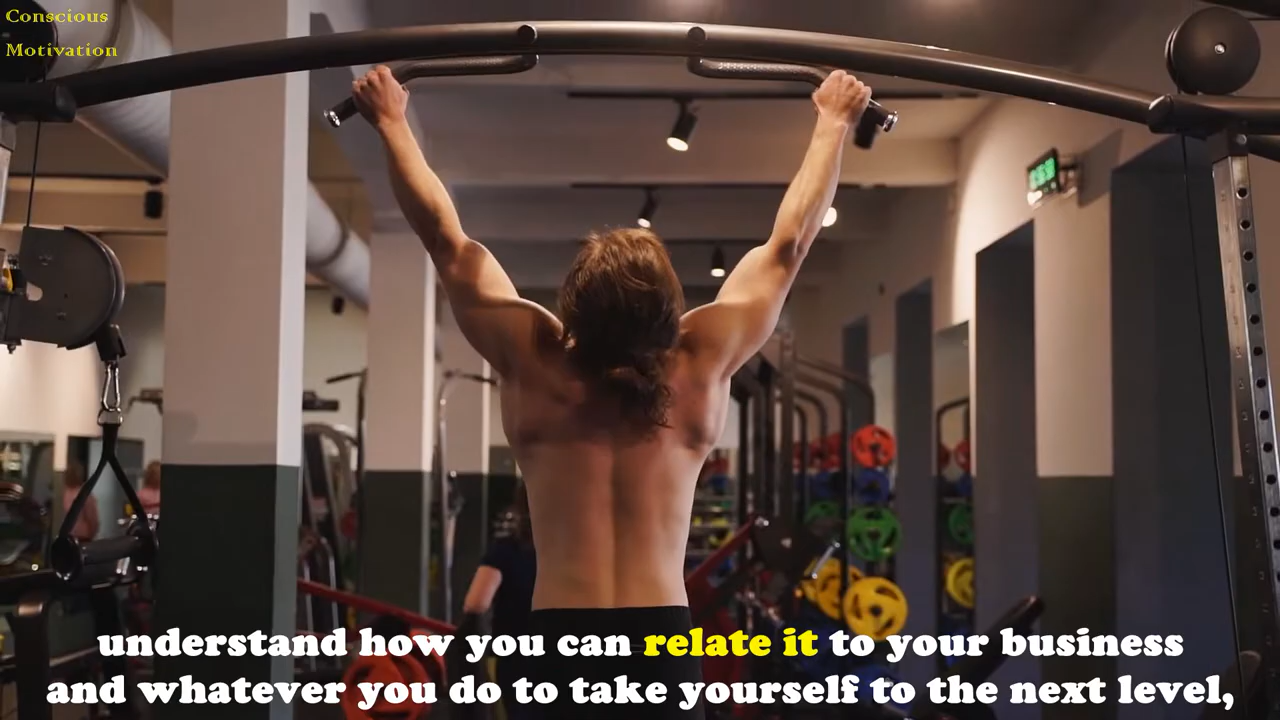 Conscious
Motivation
understand how you can relate it to your business
and whatever you do to take yourself to the next level,